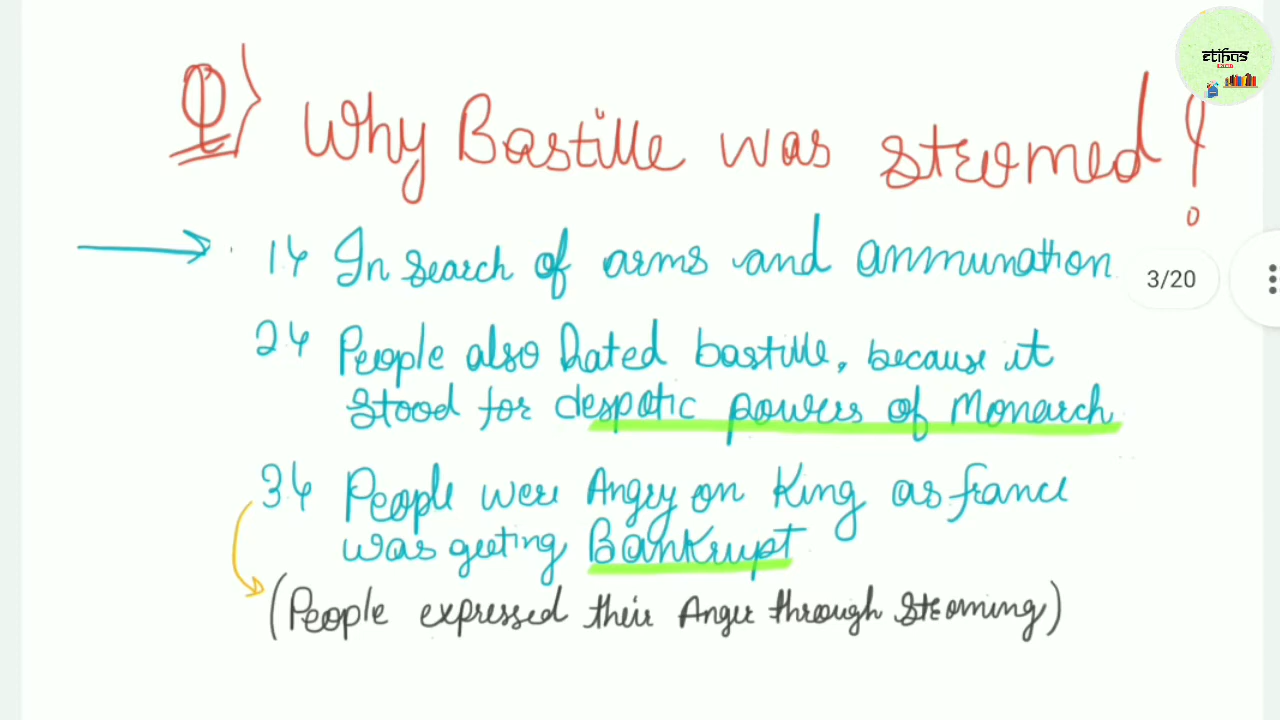 etihas
Q} Why Bastille was stormed ?
→ 1↳ In search of arms and ammunation
3/20
2↳ People also hated bastille, because it
stood for despotic powers of Monarch
3↳ People were Angry on King as france
was geeting Bankrupt
(People expressed their Anger through Storming)